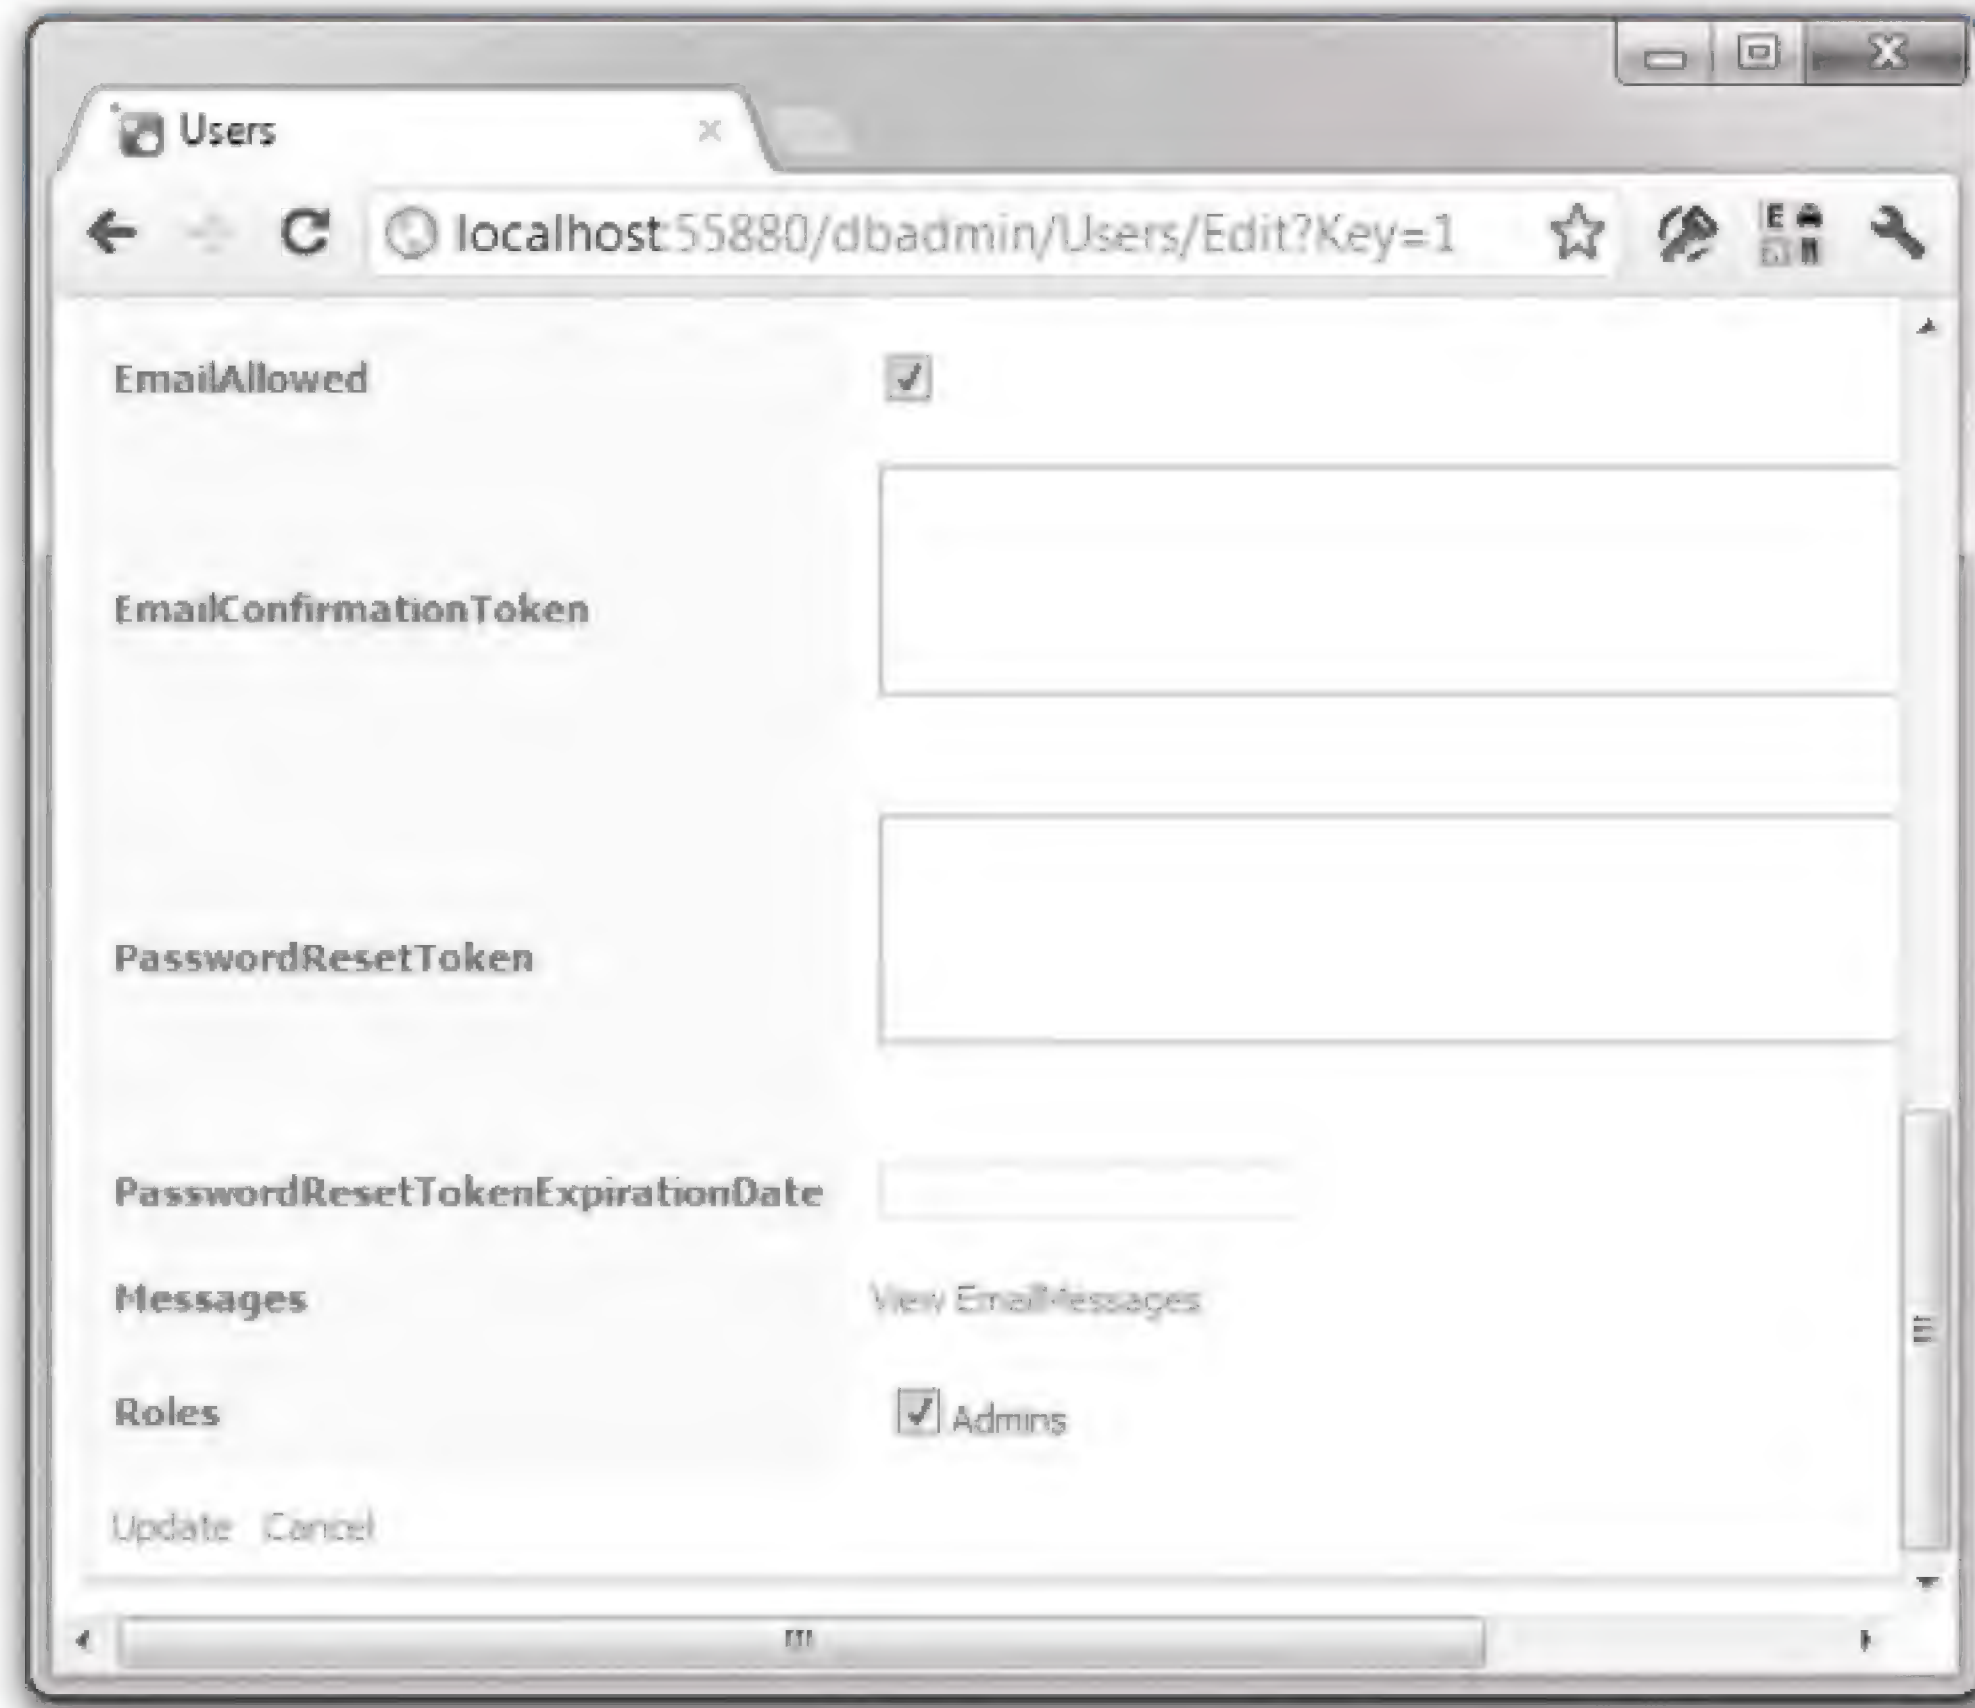 Users
localhost:55880/dbadmin/Users/Edit?Key=1
EmailAllowed
EmailConfirmationToken
PasswordResetToken
PasswordResetTokenExpirationDate
Messages View EmailMessages
Roles Admins
Update Cancel